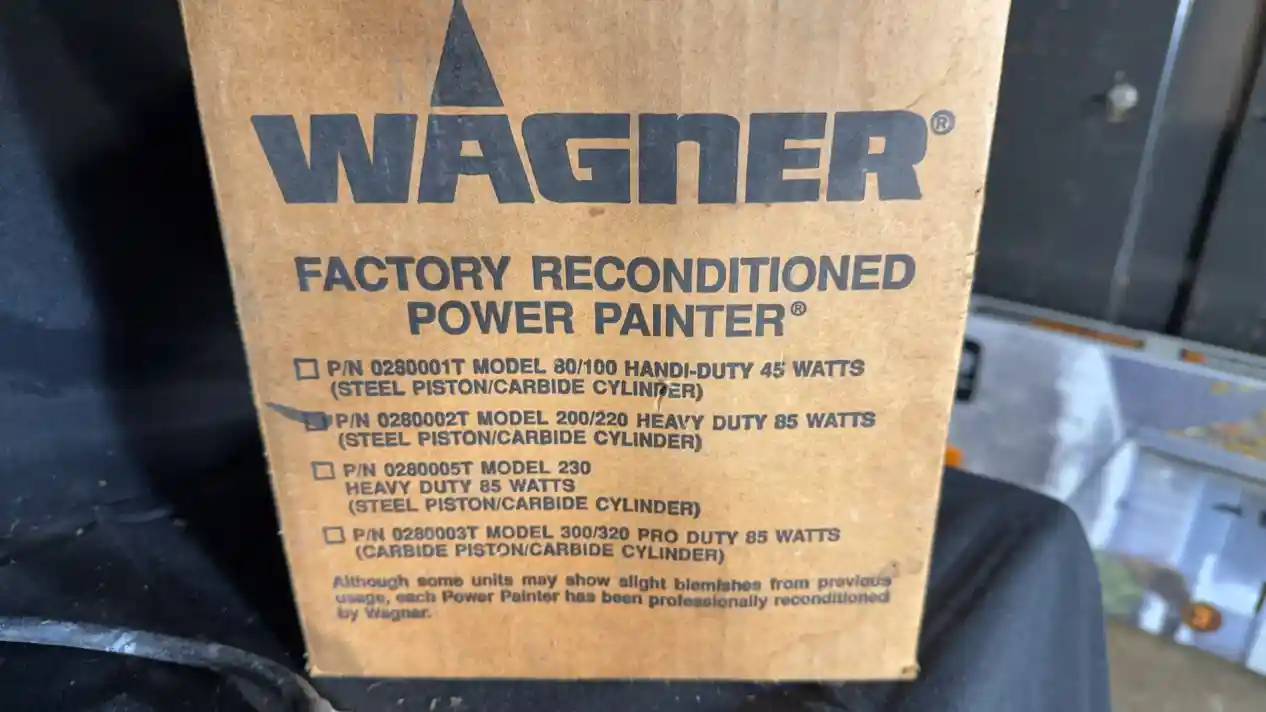 WAGNER®
FACTORY RECONDITIONED
POWER PAINTER®
P/N 0280001T MODEL 80/100 HANDI-DUTY 45 WATTS
(STEEL PISTON/CARBIDE CYLINDER)
P/N 0280002T MODEL 200/220 HEAVY DUTY 85 WATTS
(STEEL PISTON/CARBIDE CYLINDER)
P/N 0280005T MODEL 230
HEAVY DUTY 85 WATTS
(STEEL PISTON/CARBIDE CYLINDER)
P/N 0280003T MODEL 300/320 PRO DUTY 85 WATTS
(CARBIDE PISTON/CARBIDE CYLINDER)
Although some units may show slight blemishes from previous
usage, each Power Painter has been professionally reconditioned
by Wagner.